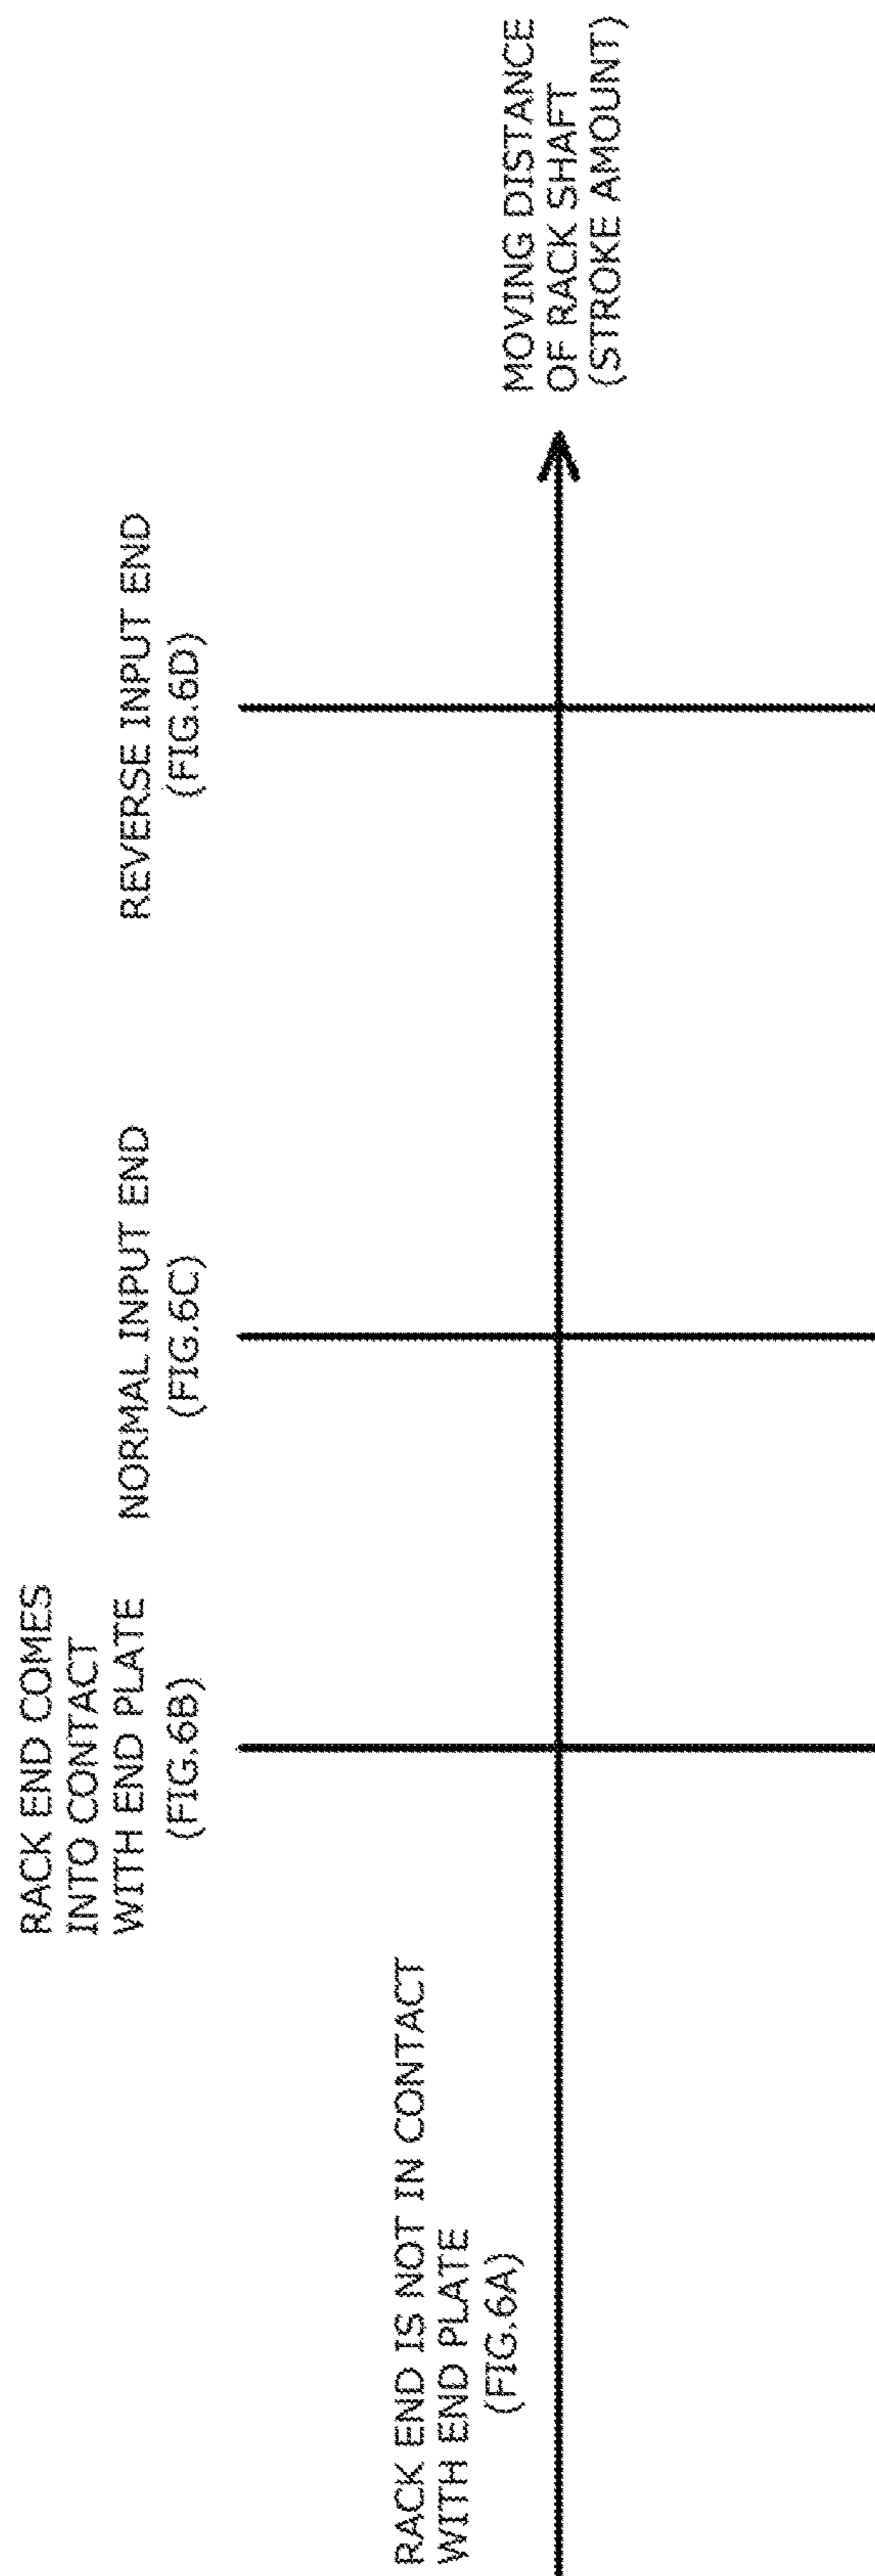 RACK END IS NOT IN CONTACT
WITH END PLATE
(FIG.6A)
RACK END COMES
INTO CONTACT
WITH END PLATE
(FIG.6B)
NORMAL INPUT END
(FIG.6C)
REVERSE INPUT END
(FIG.6D)
MOVING DISTANCE
OF RACK SHAFT
(STROKE AMOUNT)